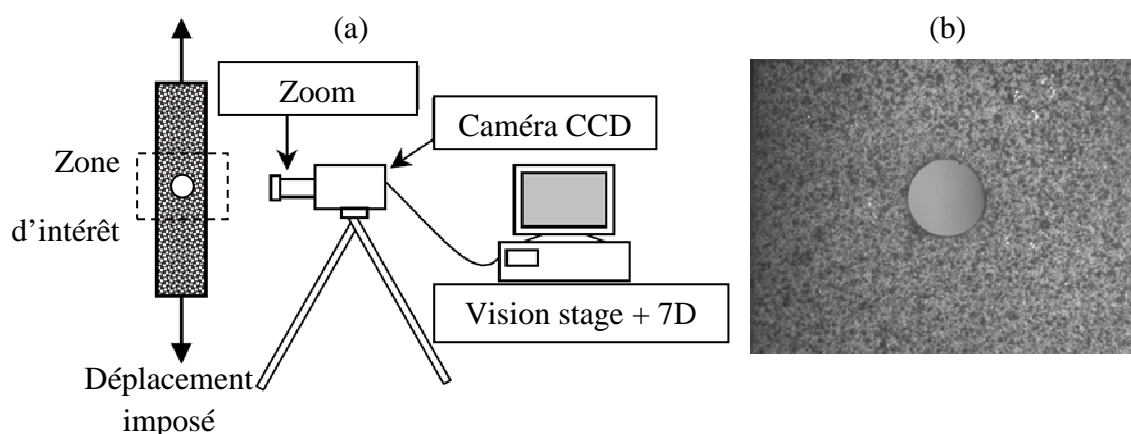 (a)
(b)
Zoom
Caméra CCD
Zone
d’intérêt
Vision stage + 7D
Déplacement
imposé